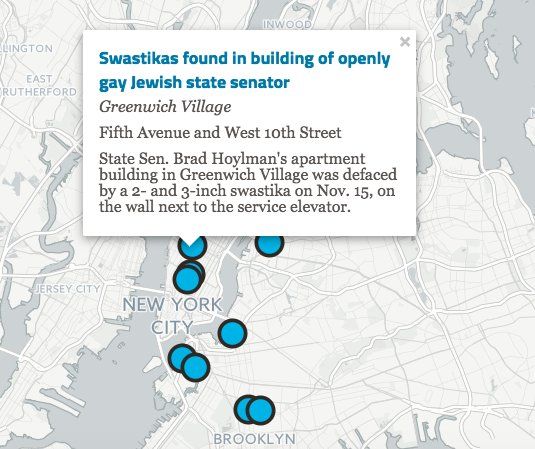 INWOOD
LLINGTON
EAST
RUTHERFORD
×
Swastikas found in building of openly
gay Jewish state senator
Greenwich Village
Fifth Avenue and West 10th Street
State Sen. Brad Hoylman's apartment
building in Greenwich Village was defaced
by a 2- and 3-inch swastika on Nov. 15, on
the wall next to the service elevator.
JERSEY CITY
NEW YORK
CITY
BROOKLYN